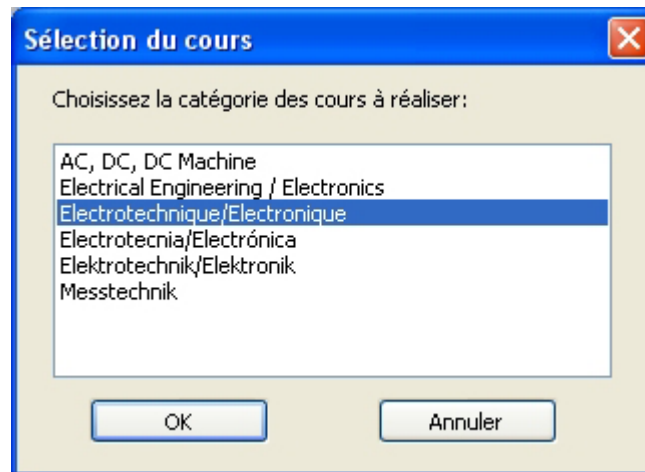 Sélection du cours
Choisissez la catégorie des cours à réaliser:
AC, DC, DC Machine
Electrical Engineering / Electronics
Electrotechnique/Electronique
Electrotecnia/Electrónica
Elektrotechnik/Elektronik
Messtechnik
OK
Annuler